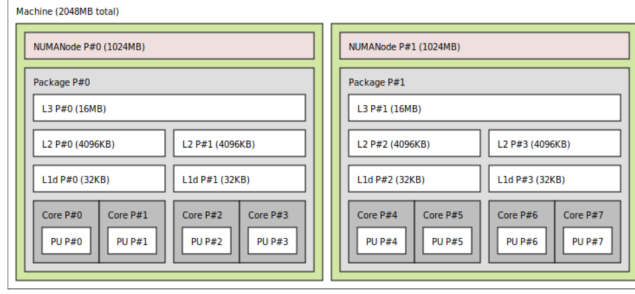 Machine (2048MB total)
NUMANode P#0 (1024MB)
Package P#0
L3 P#0 (16MB)
L2 P#0 (4096KB) L2 P#1 (4096KB)
L1d P#0 (32KB) L1d P#1 (32KB)
Core P#0 Core P#1 Core P#2 Core P#3
PU P#0 PU P#1 PU P#2 PU P#3
NUMANode P#1 (1024MB)
Package P#1
L3 P#1 (16MB)
L2 P#2 (4096KB) L2 P#3 (4096KB)
L1d P#2 (32KB) L1d P#3 (32KB)
Core P#4 Core P#5 Core P#6 Core P#7
PU P#4 PU P#5 PU P#6 PU P#7